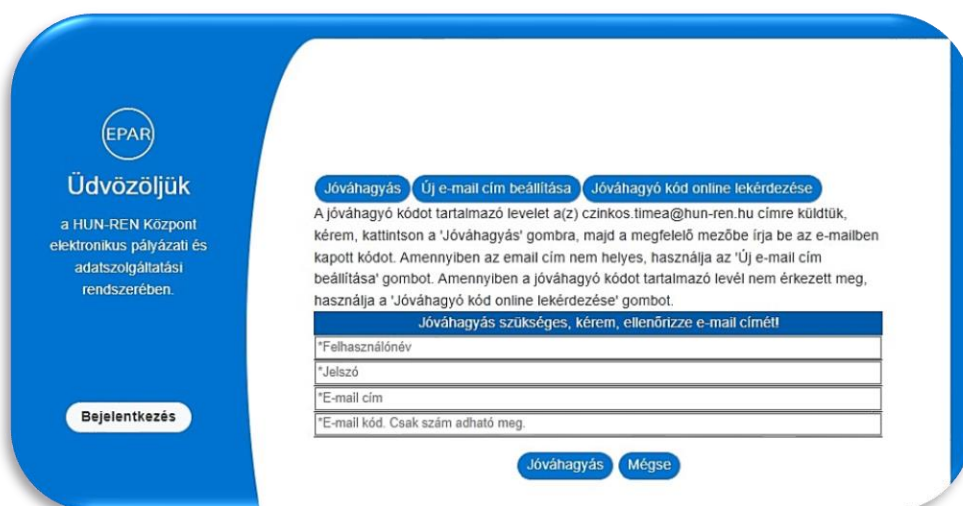 EPAR
Üdvözöljük
a HUN-REN Központ
elektronikus pályázati és
adatszolgáltatási
rendszerében.
Bejelentkezés
Jóváhagyás Új e-mail cím beállítása Jóváhagyó kód online lekérdezése
A jóváhagyó kódot tartalmazó levelet a(z) czinkos.timea@hun-ren.hu címre küldtük,
kérem, kattintson a 'Jóváhagyás' gombra, majd a megfelelő mezőbe írja be az e-mailben
kapott kódot. Amennyiben az email cím nem helyes, használja az 'Új e-mail cím
beállítása' gombot. Amennyiben a jóváhagyó kódot tartalmazó levél nem érkezett meg,
használja a 'Jóváhagyó kód online lekérdezése' gombot.
Jóváhagyás szükséges, kérem, ellenőrizze e-mail címét!
*Felhasználónév
*Jelszó
*E-mail cím
*E-mail kód. Csak szám adható meg.
Jóváhagyás Mégse